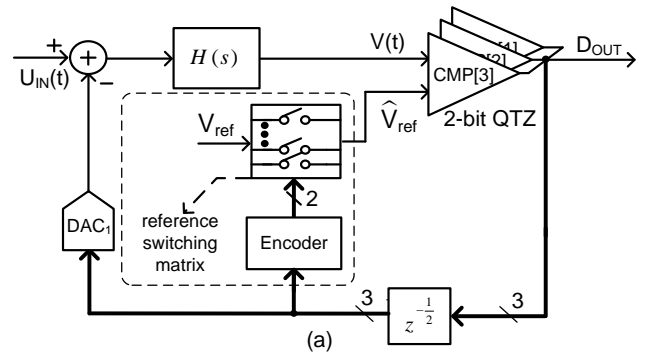 +
U_IN(t)
+
−
H(s)
V(t)
[1]
[2]
CMP[3]
D_OUT
2-bit QTZ
V_ref
V̂_ref
2
reference
switching
matrix
Encoder
DAC₁
3
z^{-1/2}
3
(a)